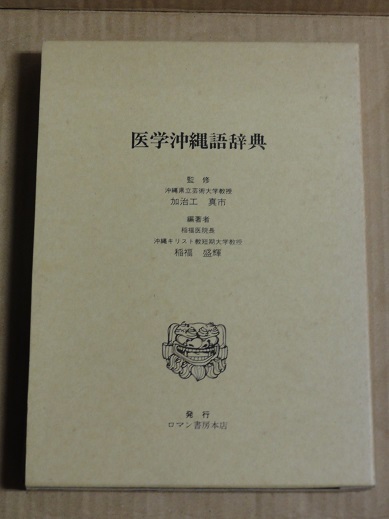 医学沖縄語辞典
監 修
沖縄県立芸術大学教授
加治工 真市
編著者
稲福医院長
沖縄キリスト教短期大学教授
稲福 盛輝
発 行
ロマン書房本店